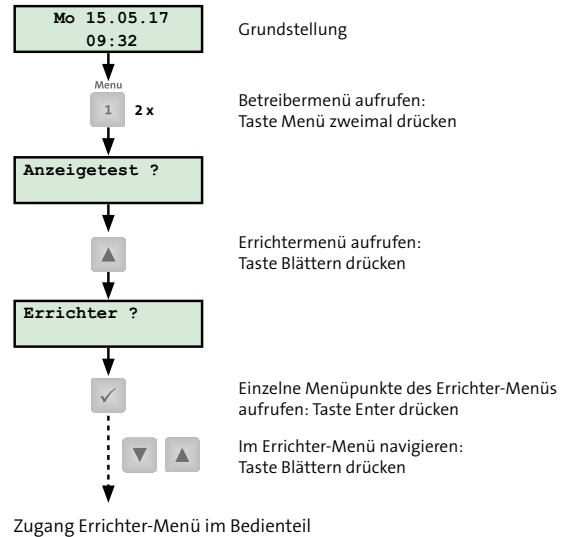 Mo 15.05.17
09:32
Grundstellung
Menu
1
2 x
Betreibermenü aufrufen:
Taste Menü zweimal drücken
Anzeigetest ?
Errichtermenü aufrufen:
Taste Blättern drücken
Errichter ?
Einzelne Menüpunkte des Errichter-Menüs
aufrufen: Taste Enter drücken
Im Errichter-Menü navigieren:
Taste Blättern drücken
Zugang Errichter-Menü im Bedienteil